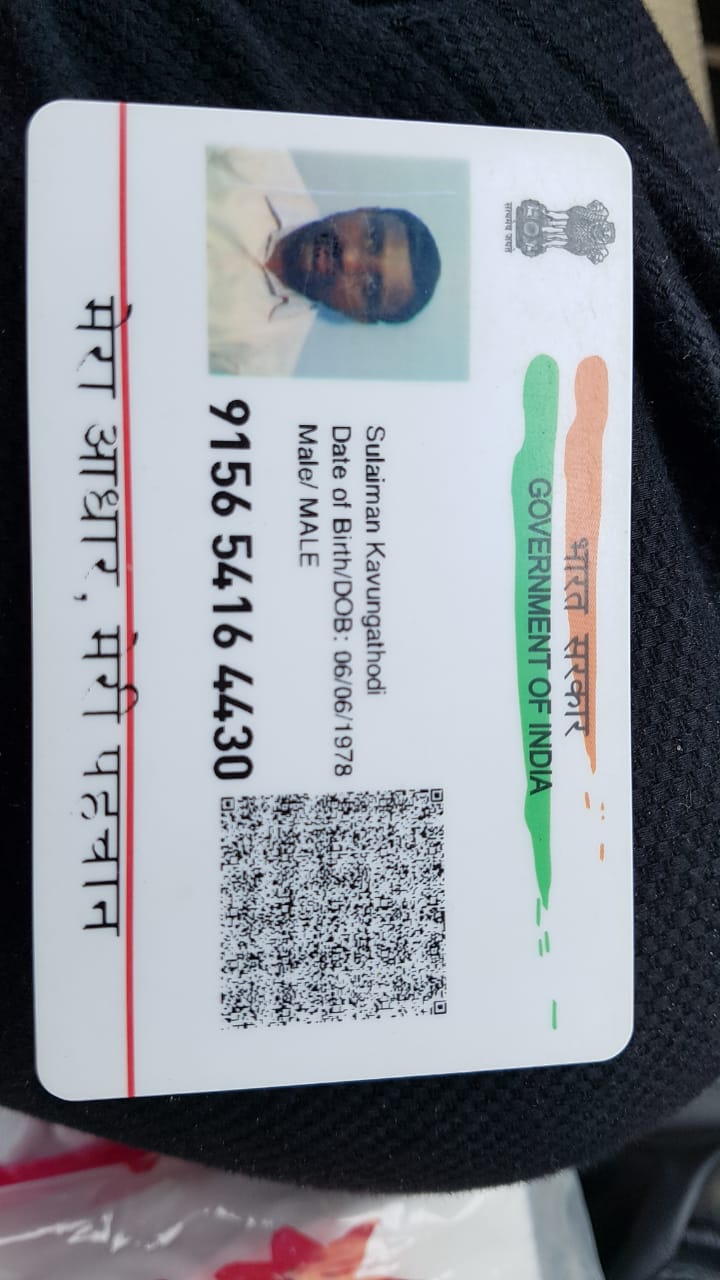 भारत सरकार
GOVERNMENT OF INDIA
सत्यमेव जयते
Sulaiman Kavungathodi
Date of Birth/DOB: 06/06/1978
Male/ MALE
9156 5416 4430
मेरा आधार, मेरी पहचान